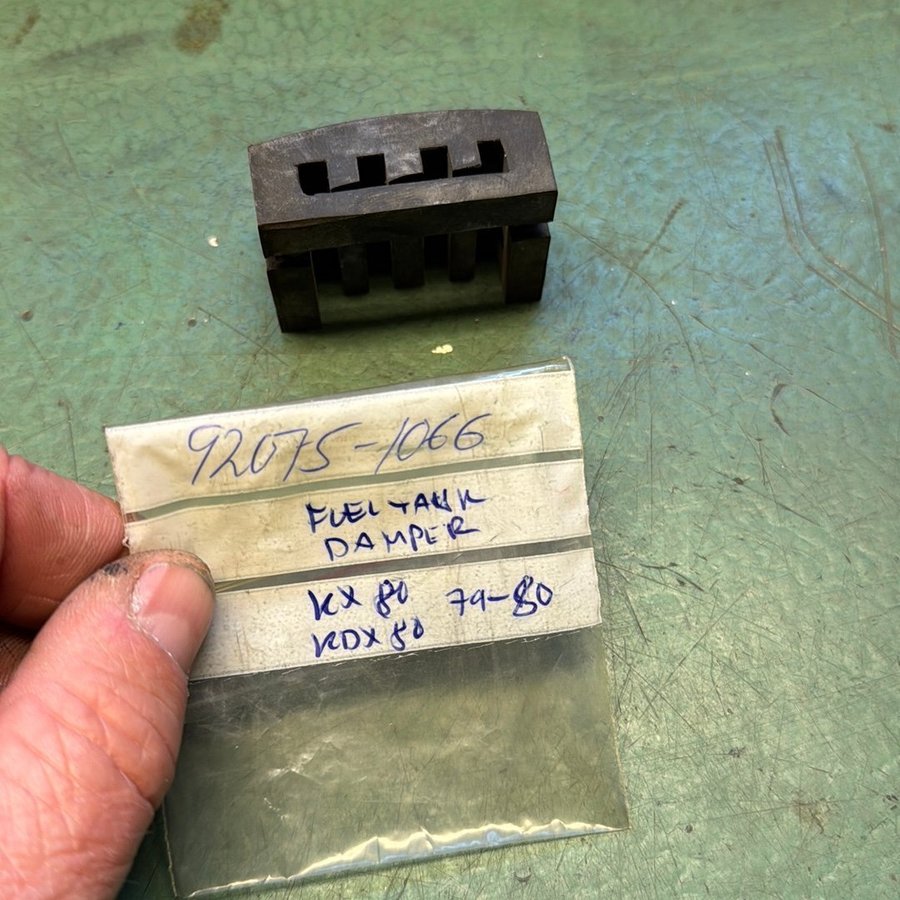 92075-1066
FUEL TANK
DAMPER
KX 80 79-80
KDX 80